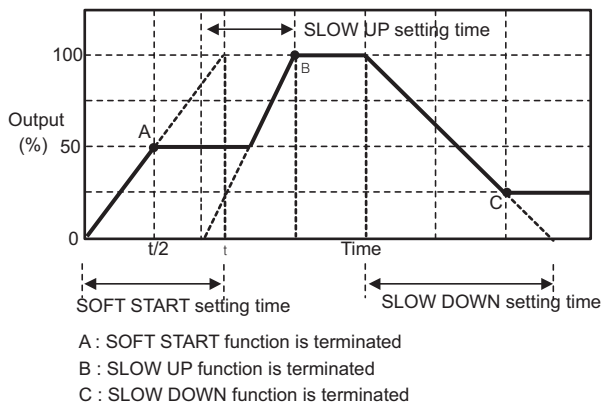 SLOW UP setting time
100
B
A
Output
(%)
50
C
0
t/2
t
Time
SOFT START setting time
SLOW DOWN setting time
A : SOFT START function is terminated
B : SLOW UP function is terminated
C : SLOW DOWN function is terminated